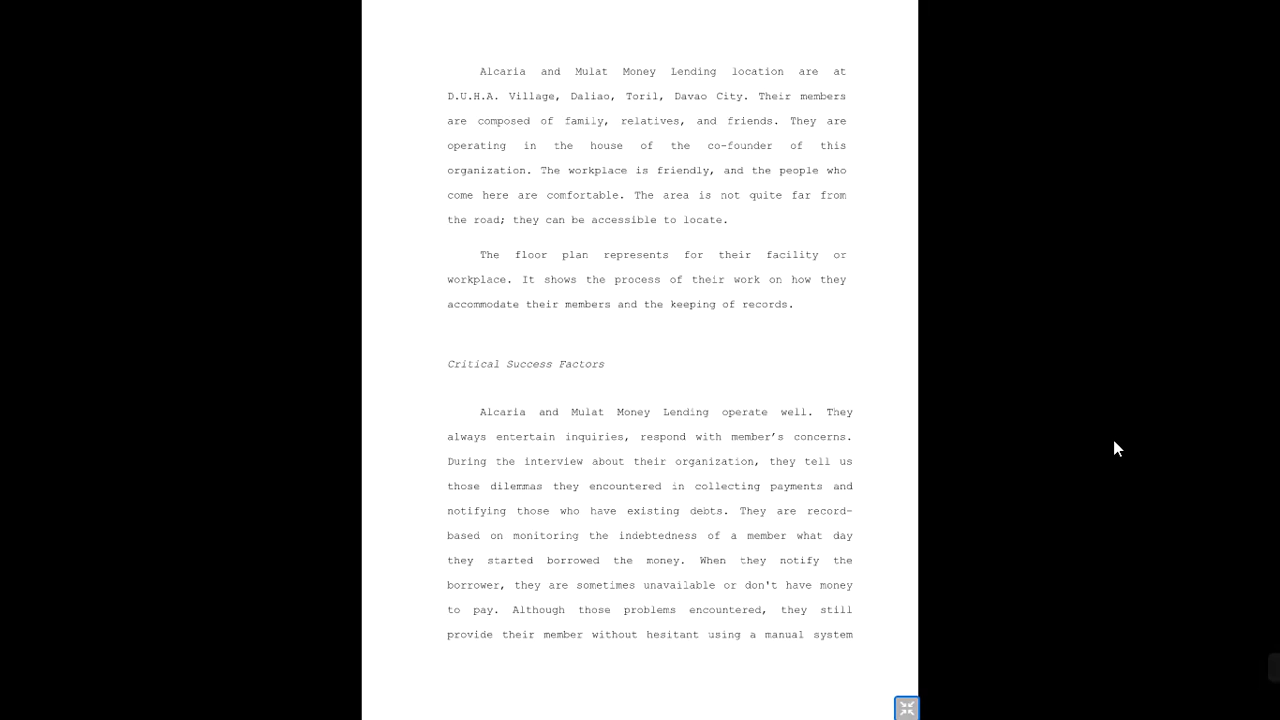 Alcaria and Mulat Money Lending location are at
D.U.H.A. Village, Daliao, Toril, Davao City. Their members
are composed of family, relatives, and friends. They are
operating in the house of the co-founder of this
organization. The workplace is friendly, and the people who
come here are comfortable. The area is not quite far from
the road; they can be accessible to locate.
The floor plan represents for their facility or
workplace. It shows the process of their work on how they
accommodate their members and the keeping of records.
Critical Success Factors
Alcaria and Mulat Money Lending operate well. They
always entertain inquiries, respond with member’s concerns.
During the interview about their organization, they tell us
those dilemmas they encountered in collecting payments and
notifying those who have existing debts. They are record-
based on monitoring the indebtedness of a member what day
they started borrowed the money. When they notify the
borrower, they are sometimes unavailable or don't have money
to pay. Although those problems encountered, they still
provide their member without hesitant using a manual system